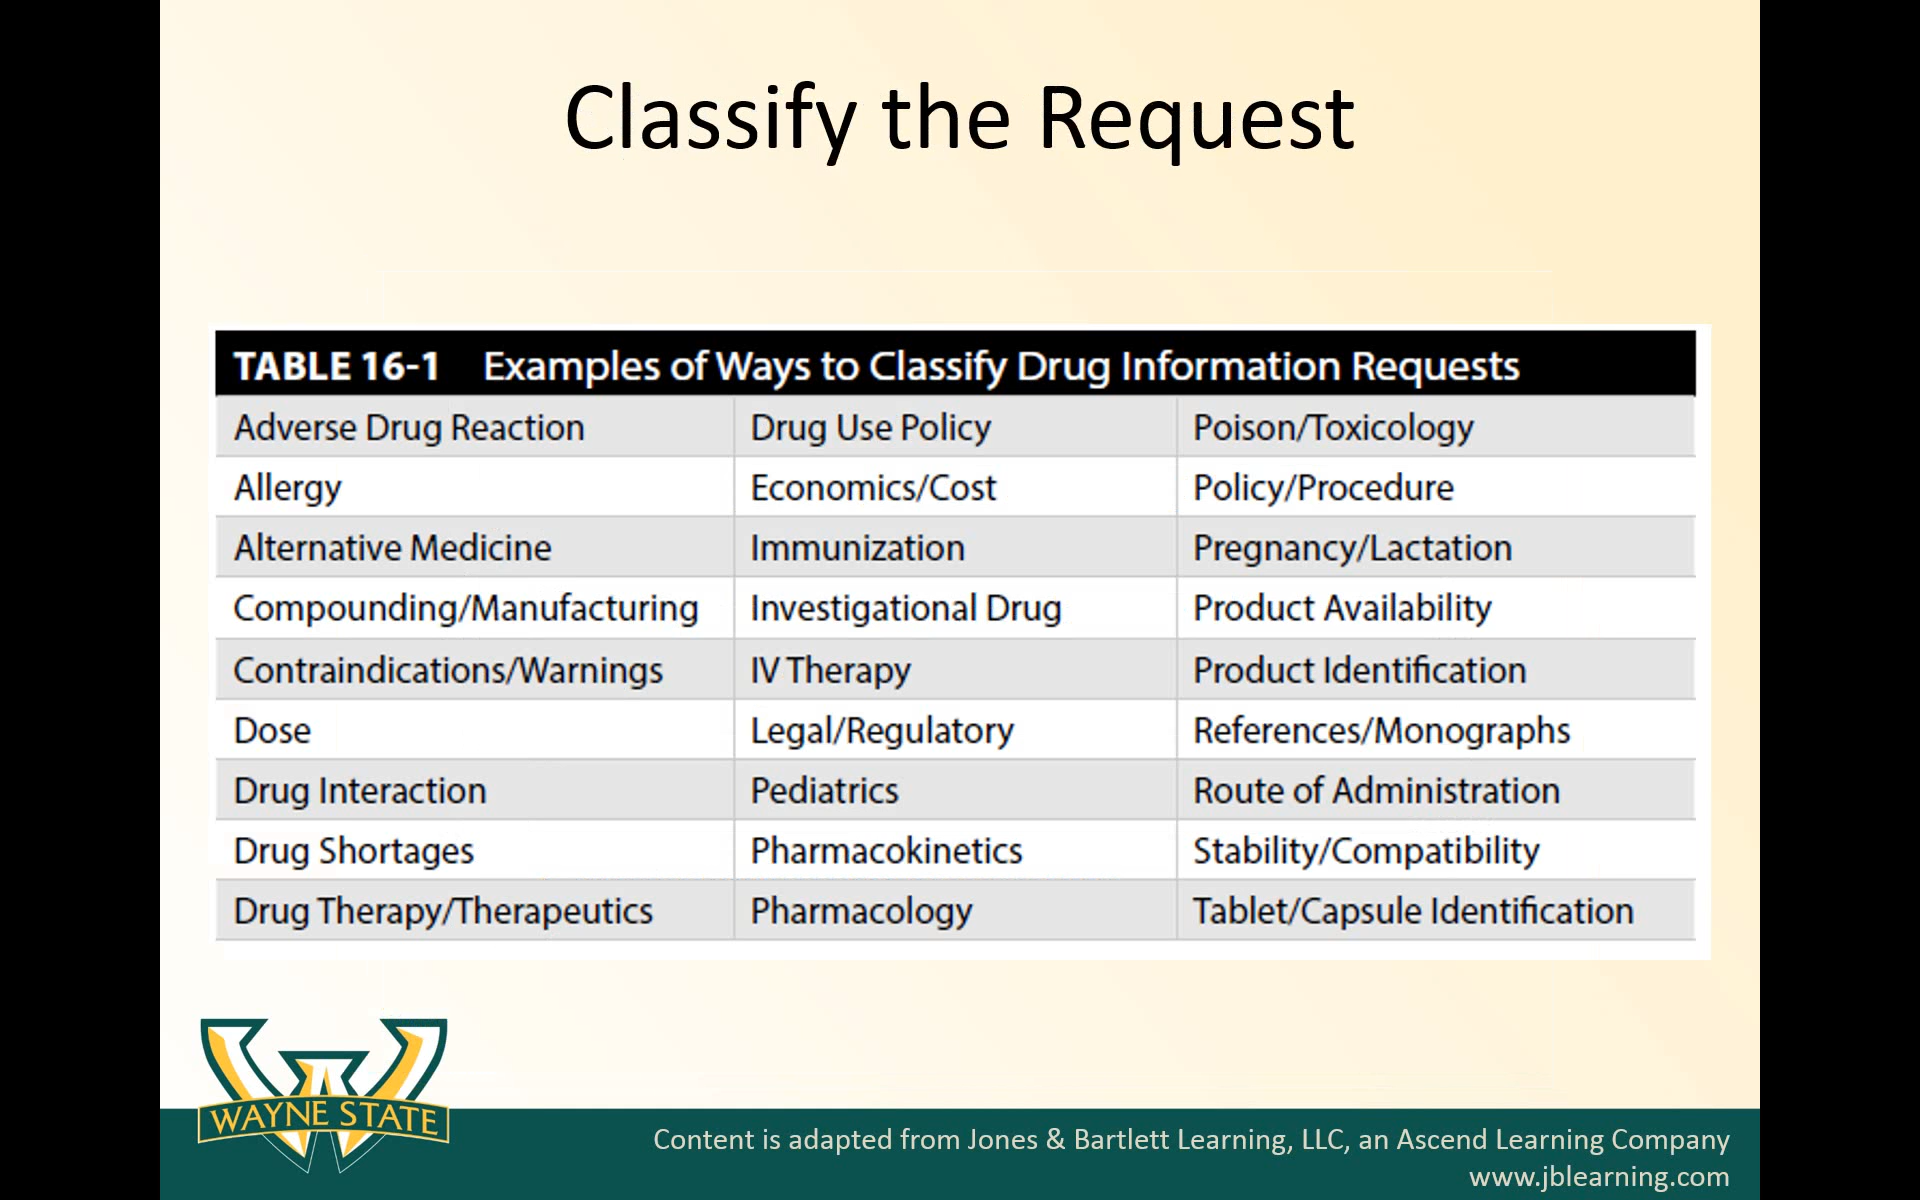 Classify the Request
TABLE 16-1 Examples of Ways to Classify Drug Information Requests
Adverse Drug Reaction Drug Use Policy Poison/Toxicology
Allergy Economics/Cost Policy/Procedure
Alternative Medicine Immunization Pregnancy/Lactation
Compounding/Manufacturing Investigational Drug Product Availability
Contraindications/Warnings IV Therapy Product Identification
Dose Legal/Regulatory References/Monographs
Drug Interaction Pediatrics Route of Administration
Drug Shortages Pharmacokinetics Stability/Compatibility
Drug Therapy/Therapeutics Pharmacology Tablet/Capsule Identification
WAYNE STATE
Content is adapted from Jones & Bartlett Learning, LLC, an Ascend Learning Company
www.jblearning.com